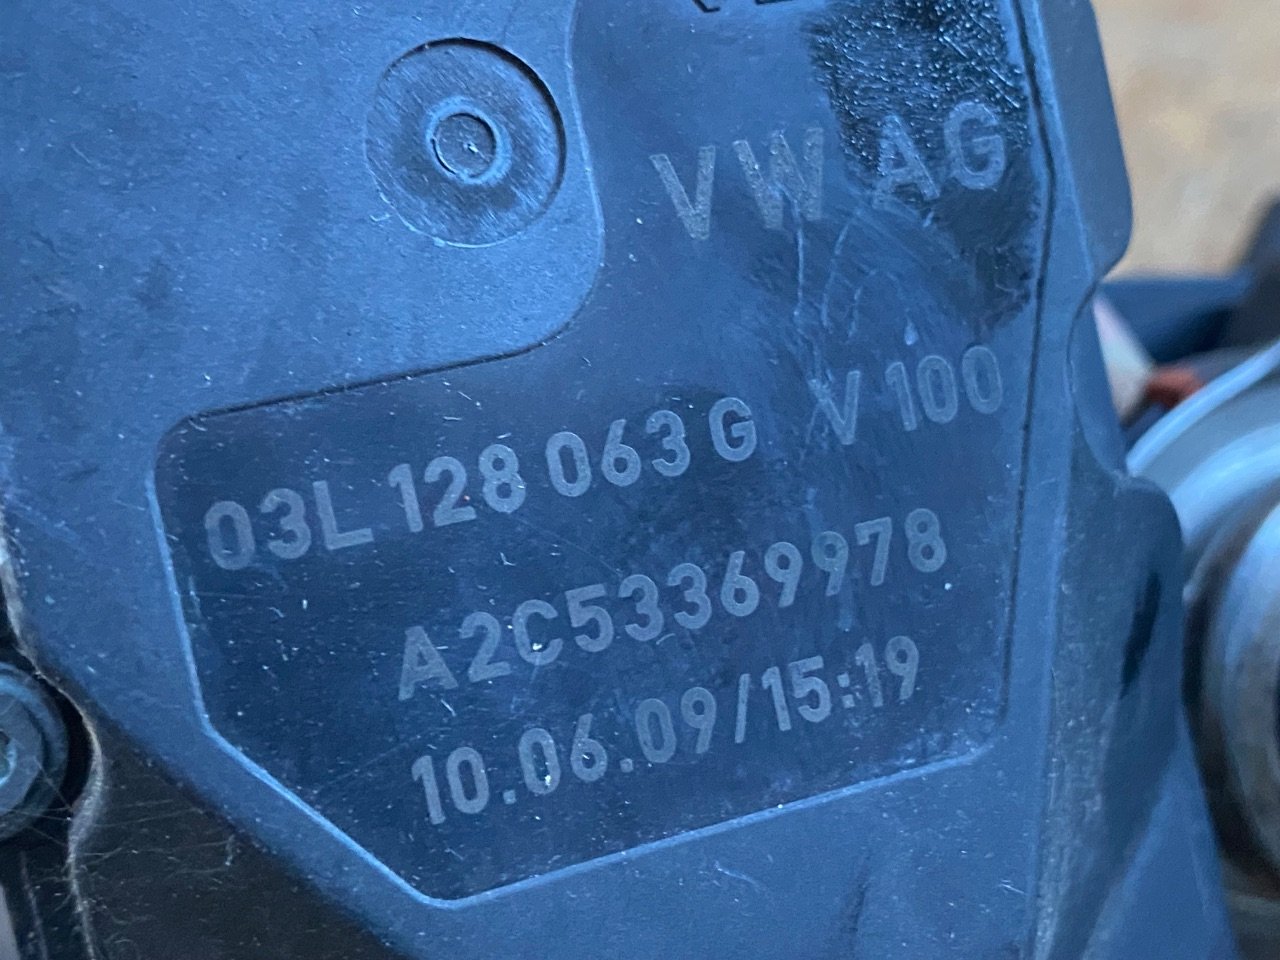 VW AG
03L 128 063 G V 100
A2C53369978
10.06.09/15:19